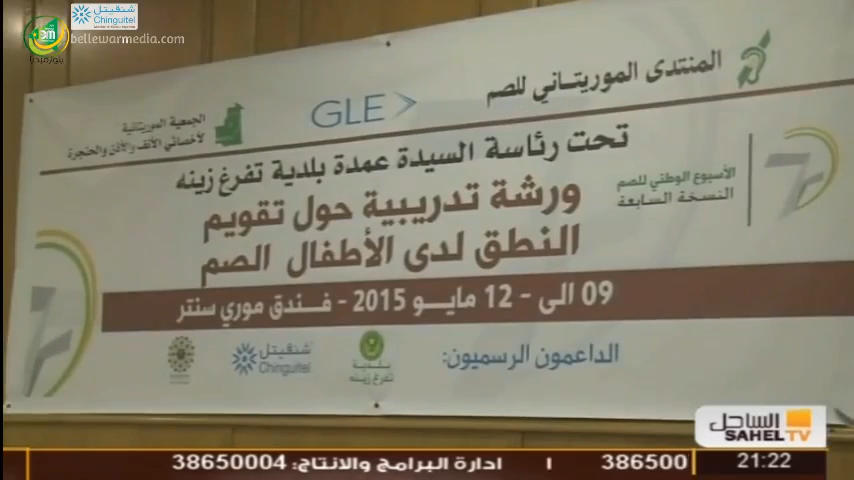 شنقيتل
Chinguitel
bellewarmedia.com
المنتدى الموريتاني للصم
GLE
الجمعية الموريتانية
لأخصائي الأنف والأذن والحنجرة
تحت رئاسة السيدة عمدة بلدية تفرغ زينه
الأسبوع الوطني للصم
النسخة السابعة
ورشة تدريبية حول تقويم
النطق لدى الأطفال الصم
09 الى - 12 مايو 2015 - فندق موري سنتر
الداعمون الرسميون:
بلدية
تفرغ زينه
شنقيتل
Chinguitel
الساحل
SAHEL TV
21:22
386500 ا ادارة البرامج والانتاج: 38650004